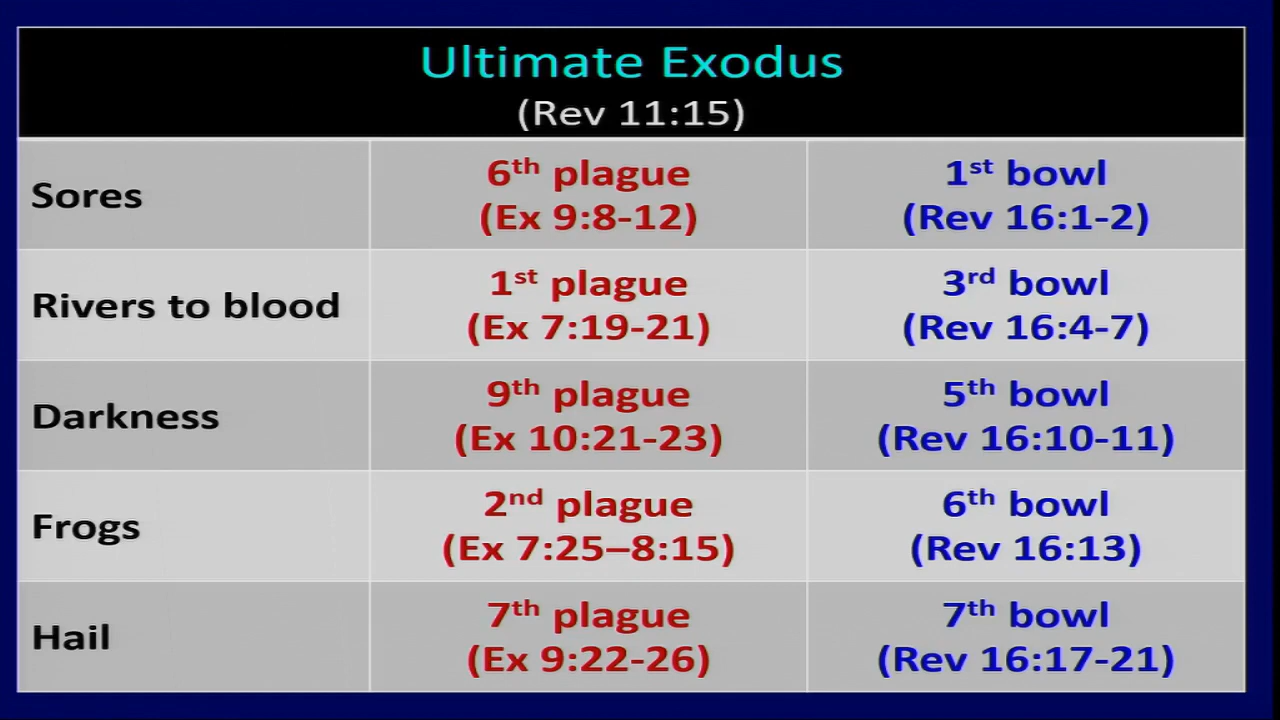 Ultimate Exodus
(Rev 11:15)
Sores
6th plague
(Ex 9:8-12)
1st bowl
(Rev 16:1-2)
Rivers to blood
1st plague
(Ex 7:19-21)
3rd bowl
(Rev 16:4-7)
Darkness
9th plague
(Ex 10:21-23)
5th bowl
(Rev 16:10-11)
Frogs
2nd plague
(Ex 7:25–8:15)
6th bowl
(Rev 16:13)
Hail
7th plague
(Ex 9:22-26)
7th bowl
(Rev 16:17-21)